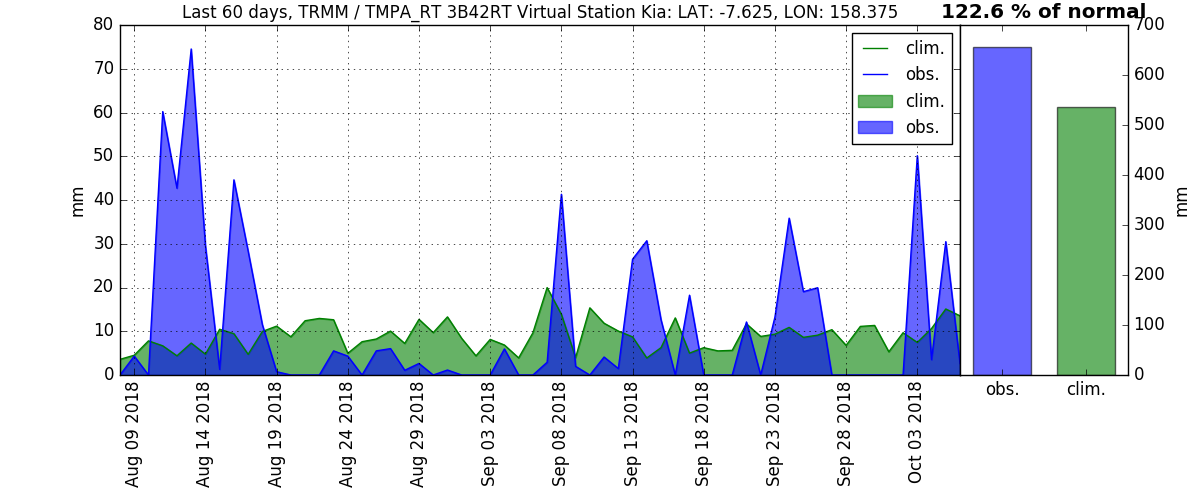 Last 60 days, TRMM / TMPA_RT 3B42RT Virtual Station Kia: LAT: -7.625, LON: 158.375
122.6 % of normal
80
70
60
50
40
30
20
10
0
mm
clim.
obs.
clim.
obs.
Aug 09 2018
Aug 14 2018
Aug 19 2018
Aug 24 2018
Aug 29 2018
Sep 03 2018
Sep 08 2018
Sep 13 2018
Sep 18 2018
Sep 23 2018
Sep 28 2018
Oct 03 2018
700
600
500
400
300
200
100
0
mm
obs.
clim.